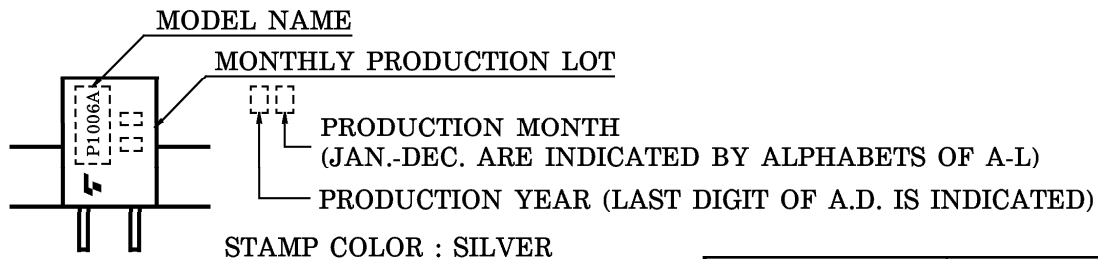 MODEL NAME
MONTHLY PRODUCTION LOT
P1006A
PRODUCTION MONTH
(JAN.-DEC. ARE INDICATED BY ALPHABETS OF A-L)
PRODUCTION YEAR (LAST DIGIT OF A.D. IS INDICATED)
STAMP COLOR : SILVER